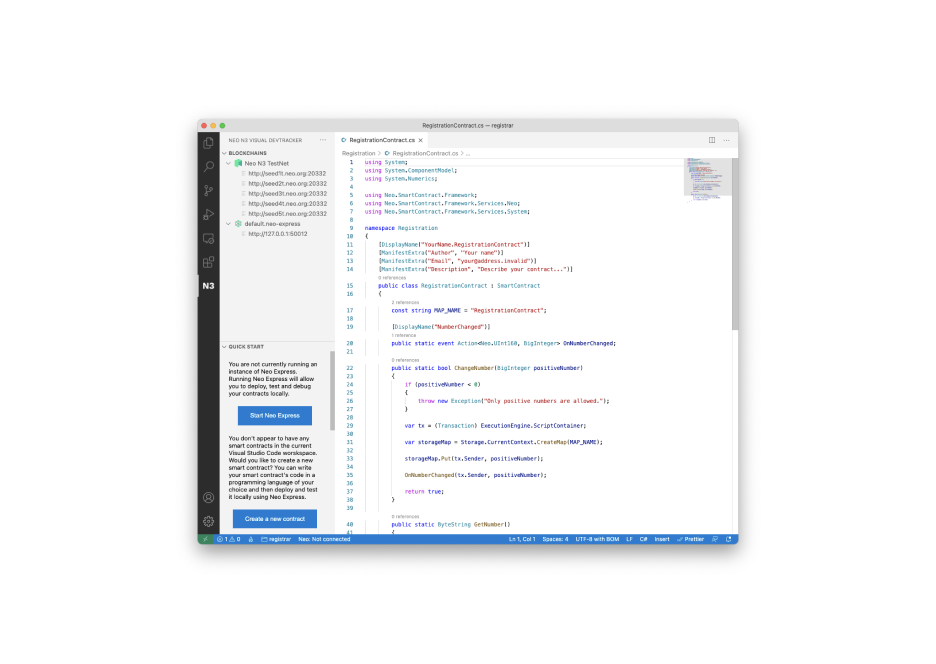 RegistrationContract.cs — registrar
NEO N3 VISUAL DEVTRACKER
RegistrationContract.cs
BLOCKCHAINS
Neo N3 TestNet
http://seed1t.neo.org:20332
http://seed2t.neo.org:20332
http://seed3t.neo.org:20332
http://seed4t.neo.org:20332
http://seed5t.neo.org:20332
default.neo-express
http://127.0.0.1:50012
N3
QUICK START
You are not currently running an
instance of Neo Express.
Running Neo Express will allow
you to deploy, test and debug
your contracts locally.
Start Neo Express
You don't appear to have any
smart contracts in the current
Visual Studio Code worskspace.
Would you like to create a new
smart contract? You can write
your smart contract's code in a
programming language of your
choice and then deploy and test
it locally using Neo Express.
Create a new contract
Registration > RegistrationContract.cs > ...
1 using System;
2 using System.ComponentModel;
3 using System.Numerics;
4
5 using Neo.SmartContract.Framework;
6 using Neo.SmartContract.Framework.Services.Neo;
7 using Neo.SmartContract.Framework.Services.System;
8
9 namespace Registration
10 {
11 [DisplayName("YourName.RegistrationContract")]
12 [ManifestExtra("Author", "Your name")]
13 [ManifestExtra("Email", "your@address.invalid")]
14 [ManifestExtra("Description", "Describe your contract...")]
0 references
15 public class RegistrationContract : SmartContract
16 {
2 references
17 const string MAP_NAME = "RegistrationContract";
18
19 [DisplayName("NumberChanged")]
1 reference
20 public static event Action<Neo.UInt160, BigInteger> OnNumberChanged;
21
0 references
22 public static bool ChangeNumber(BigInteger positiveNumber)
23 {
24 if (positiveNumber < 0)
25 {
26 throw new Exception("Only positive numbers are allowed.");
27 }
28
29 var tx = (Transaction) ExecutionEngine.ScriptContainer;
30
31 var storageMap = Storage.CurrentContext.CreateMap(MAP_NAME);
32
33 storageMap.Put(tx.Sender, positiveNumber);
34
35 OnNumberChanged(tx.Sender, positiveNumber);
36
37 return true;
38 }
39
0 references
40 public static ByteString GetNumber()
41 {
1 0 registrar Neo: Not connected Ln 1, Col 1 Spaces: 4 UTF-8 with BOM LF C# Insert Prettier